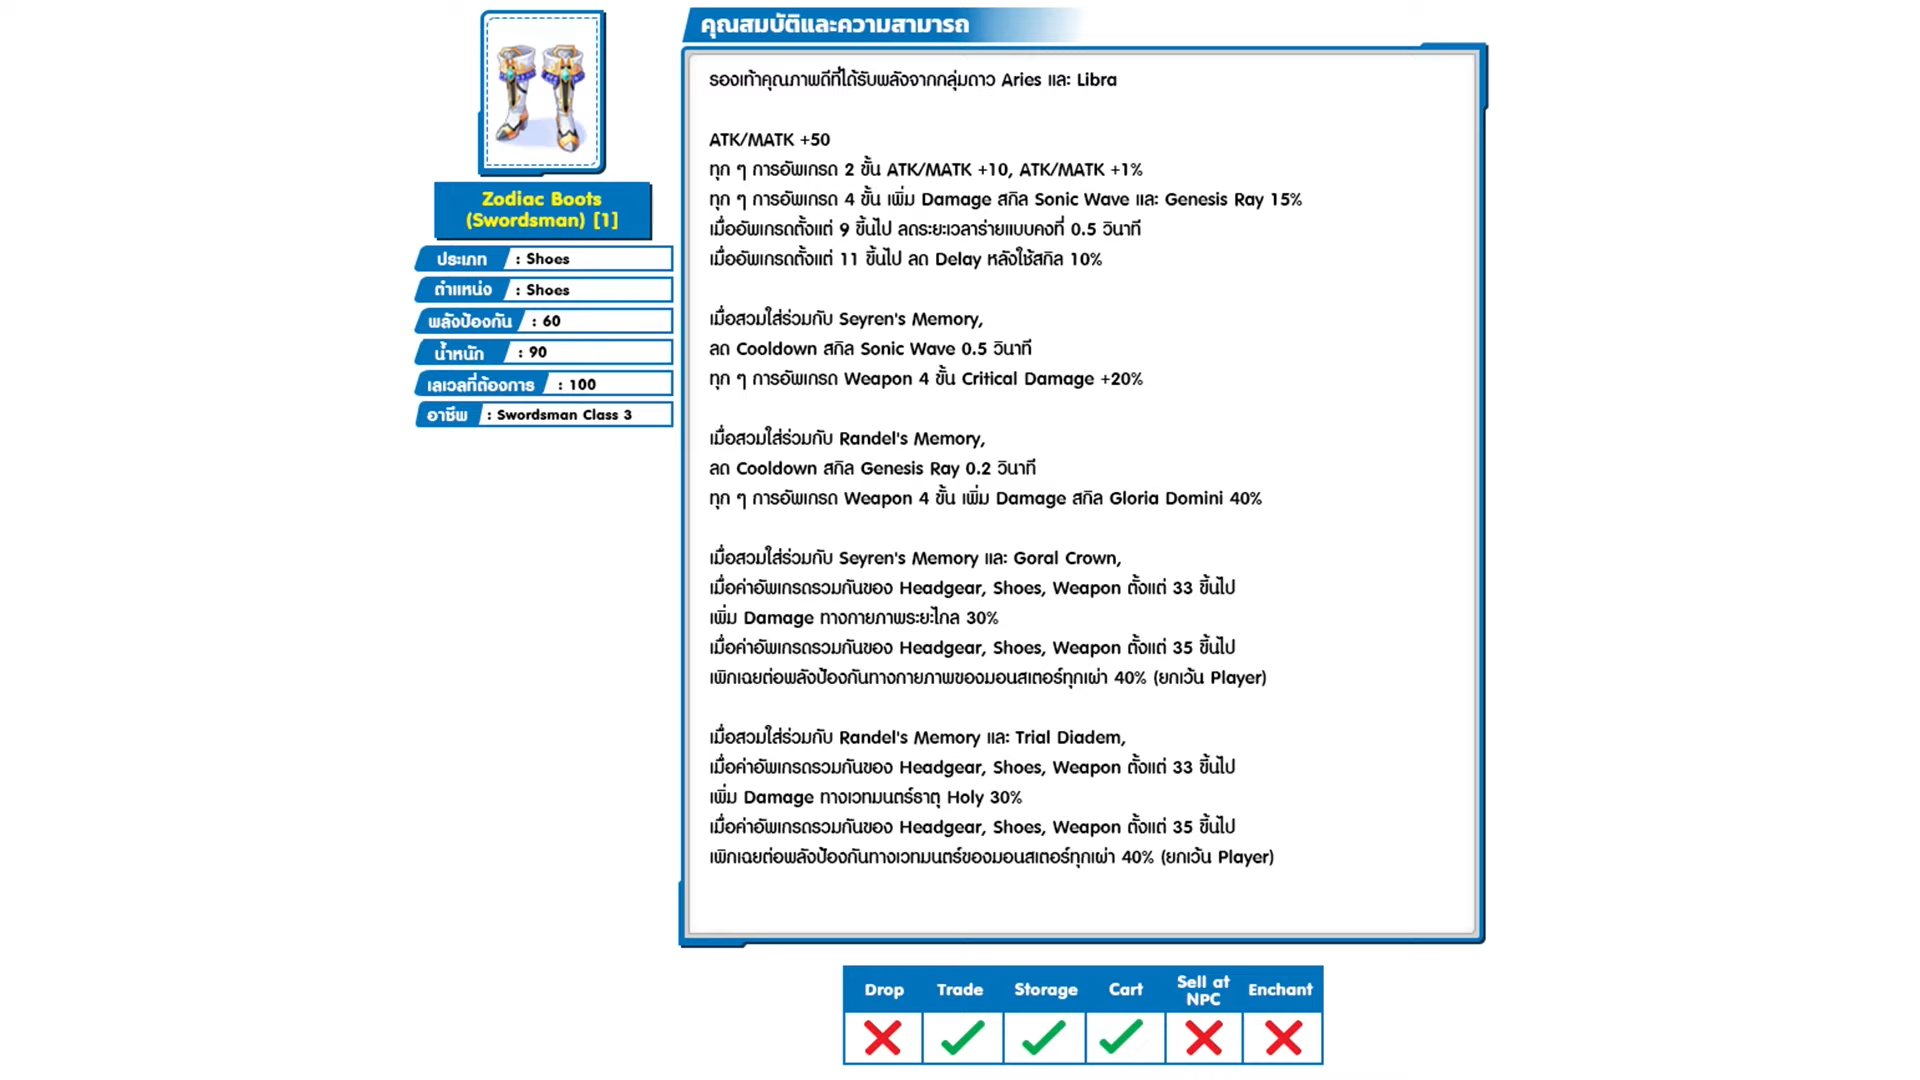 Zodiac Boots
(Swordsman) [1]
ประเภท : Shoes
ตำแหน่ง : Shoes
พลังป้องกัน : 60
น้ำหนัก : 90
เลเวลที่ต้องการ : 100
อาชีพ : Swordsman Class 3
คุณสมบัติและความสามารถ
รองเท้าคุณภาพดีที่ได้รับพลังจากกลุ่มดาว Aries และ Libra
ATK/MATK +50
ทุก ๆ การอัพเกรด 2 ขั้น ATK/MATK +10, ATK/MATK +1%
ทุก ๆ การอัพเกรด 4 ขั้น เพิ่ม Damage สกิล Sonic Wave และ Genesis Ray 15%
เมื่ออัพเกรดตั้งแต่ 9 ขึ้นไป ลดระยะเวลาร่ายแบบคงที่ 0.5 วินาที
เมื่ออัพเกรดตั้งแต่ 11 ขึ้นไป ลด Delay หลังใช้สกิล 10%
เมื่อสวมใส่ร่วมกับ Seyren's Memory,
ลด Cooldown สกิล Sonic Wave 0.5 วินาที
ทุก ๆ การอัพเกรด Weapon 4 ขั้น Critical Damage +20%
เมื่อสวมใส่ร่วมกับ Randel's Memory,
ลด Cooldown สกิล Genesis Ray 0.2 วินาที
ทุก ๆ การอัพเกรด Weapon 4 ขั้น เพิ่ม Damage สกิล Gloria Domini 40%
เมื่อสวมใส่ร่วมกับ Seyren's Memory และ Goral Crown,
เมื่อค่าอัพเกรดรวมกันของ Headgear, Shoes, Weapon ตั้งแต่ 33 ขึ้นไป
เพิ่ม Damage ทางกายภาพระยะไกล 30%
เมื่อค่าอัพเกรดรวมกันของ Headgear, Shoes, Weapon ตั้งแต่ 35 ขึ้นไป
เพิกเฉยต่อพลังป้องกันทางกายภาพของมอนสเตอร์ทุกเผ่า 40% (ยกเว้น Player)
เมื่อสวมใส่ร่วมกับ Randel's Memory และ Trial Diadem,
เมื่อค่าอัพเกรดรวมกันของ Headgear, Shoes, Weapon ตั้งแต่ 33 ขึ้นไป
เพิ่ม Damage ทางเวทมนตร์ธาตุ Holy 30%
เมื่อค่าอัพเกรดรวมกันของ Headgear, Shoes, Weapon ตั้งแต่ 35 ขึ้นไป
เพิกเฉยต่อพลังป้องกันทางเวทมนตร์ของมอนสเตอร์ทุกเผ่า 40% (ยกเว้น Player)
Drop Trade Storage Cart Sell at NPC Enchant